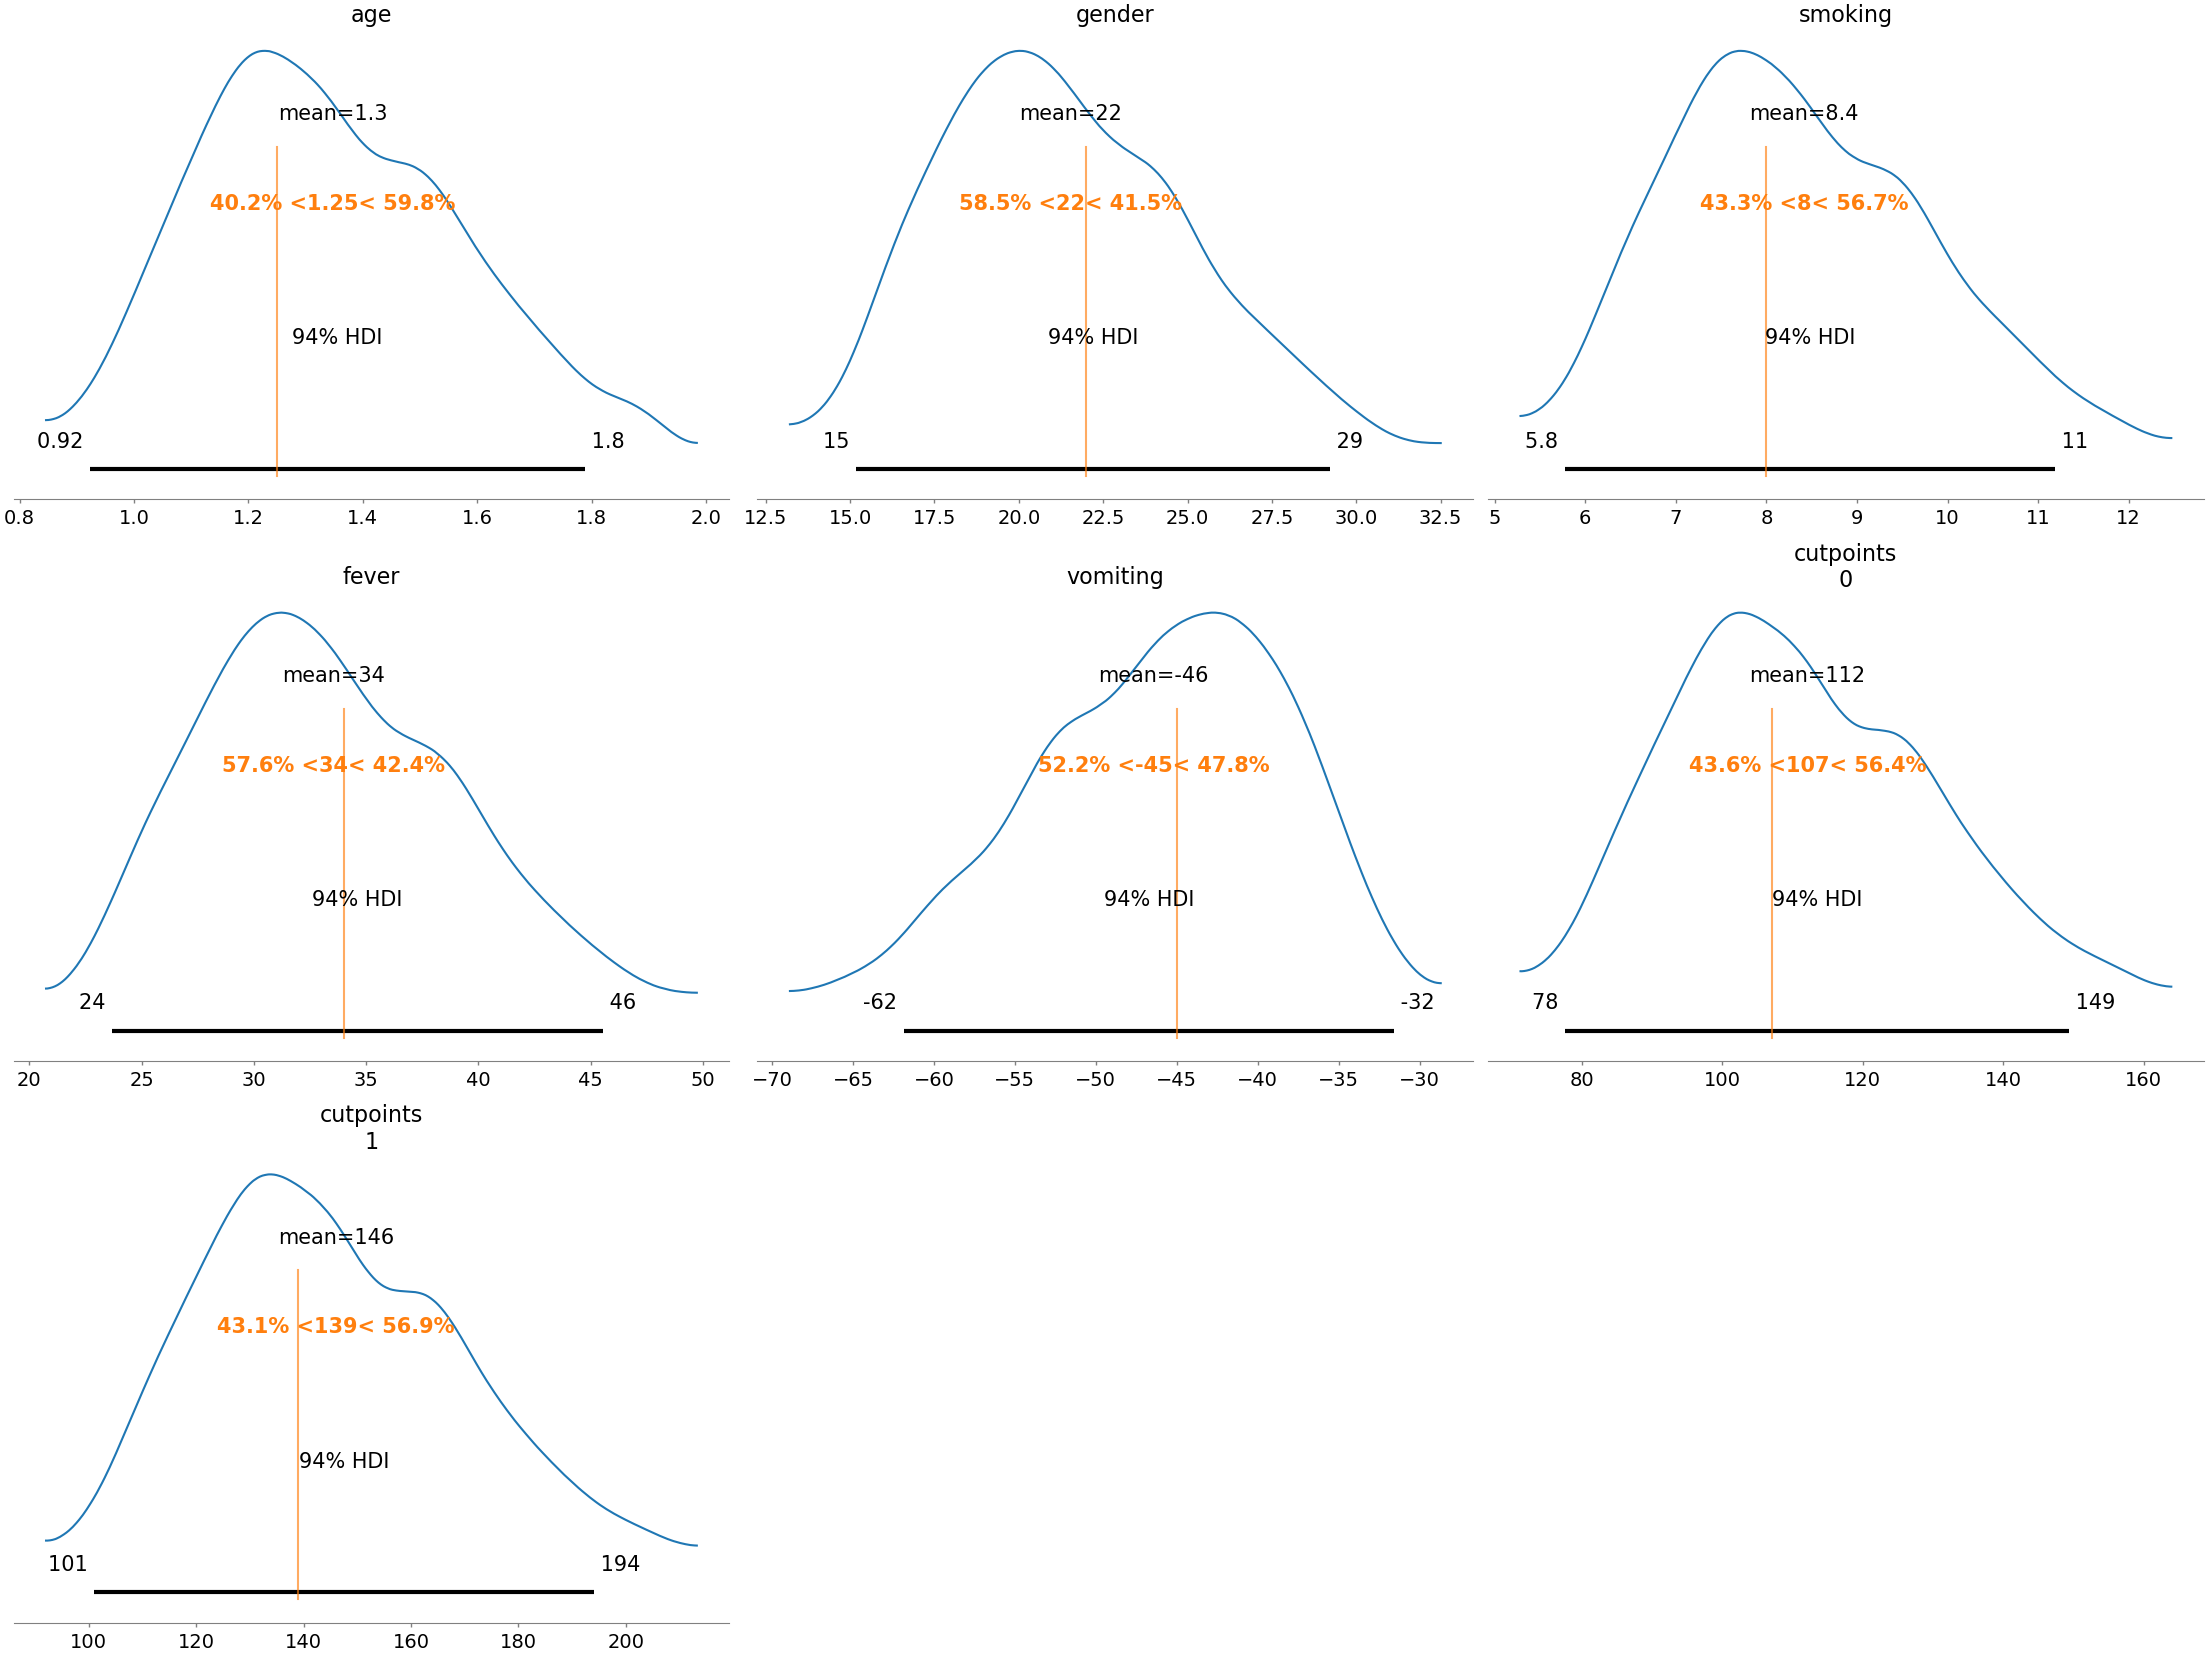 age
mean=1.3
40.2% <1.25< 59.8%
94% HDI
0.92 1.8
0.8 1.0 1.2 1.4 1.6 1.8 2.0
gender
mean=22
58.5% <22< 41.5%
94% HDI
15 29
12.5 15.0 17.5 20.0 22.5 25.0 27.5 30.0 32.5
smoking
mean=8.4
43.3% <8< 56.7%
94% HDI
5.8 11
5 6 7 8 9 10 11 12
fever
mean=34
57.6% <34< 42.4%
94% HDI
24 46
20 25 30 35 40 45 50
vomiting
mean=-46
52.2% <-45< 47.8%
94% HDI
-62 -32
−70 −65 −60 −55 −50 −45 −40 −35 −30
cutpoints
0
mean=112
43.6% <107< 56.4%
94% HDI
78 149
80 100 120 140 160
cutpoints
1
mean=146
43.1% <139< 56.9%
94% HDI
101 194
100 120 140 160 180 200